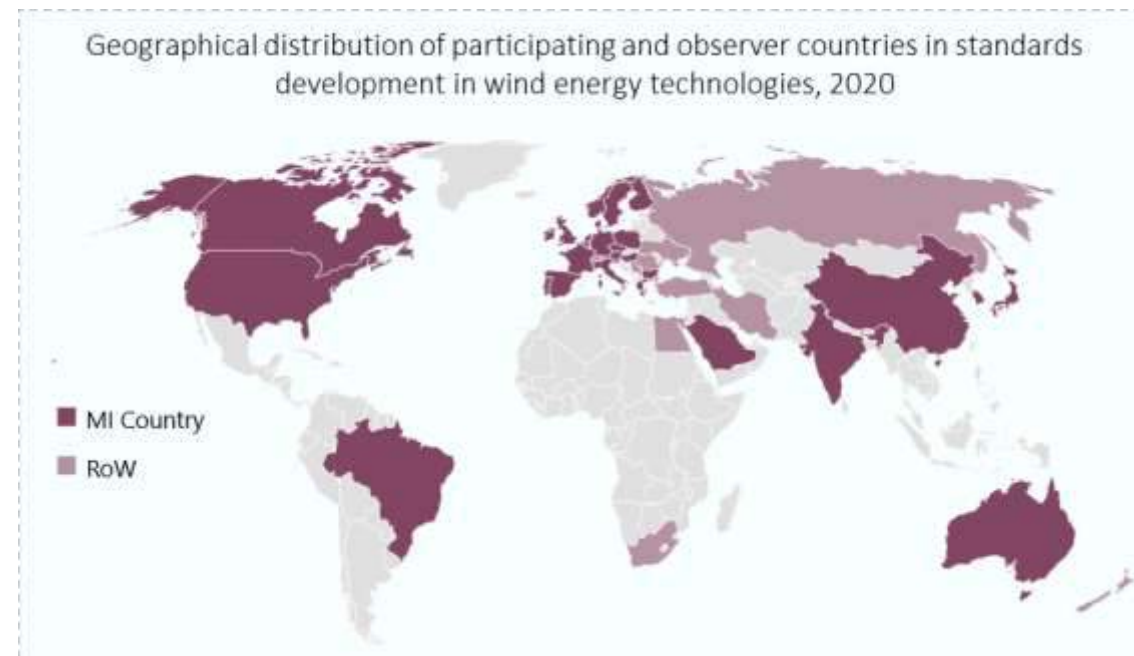 Geographical distribution of participating and observer countries in standards
development in wind energy technologies, 2020
MI Country
RoW